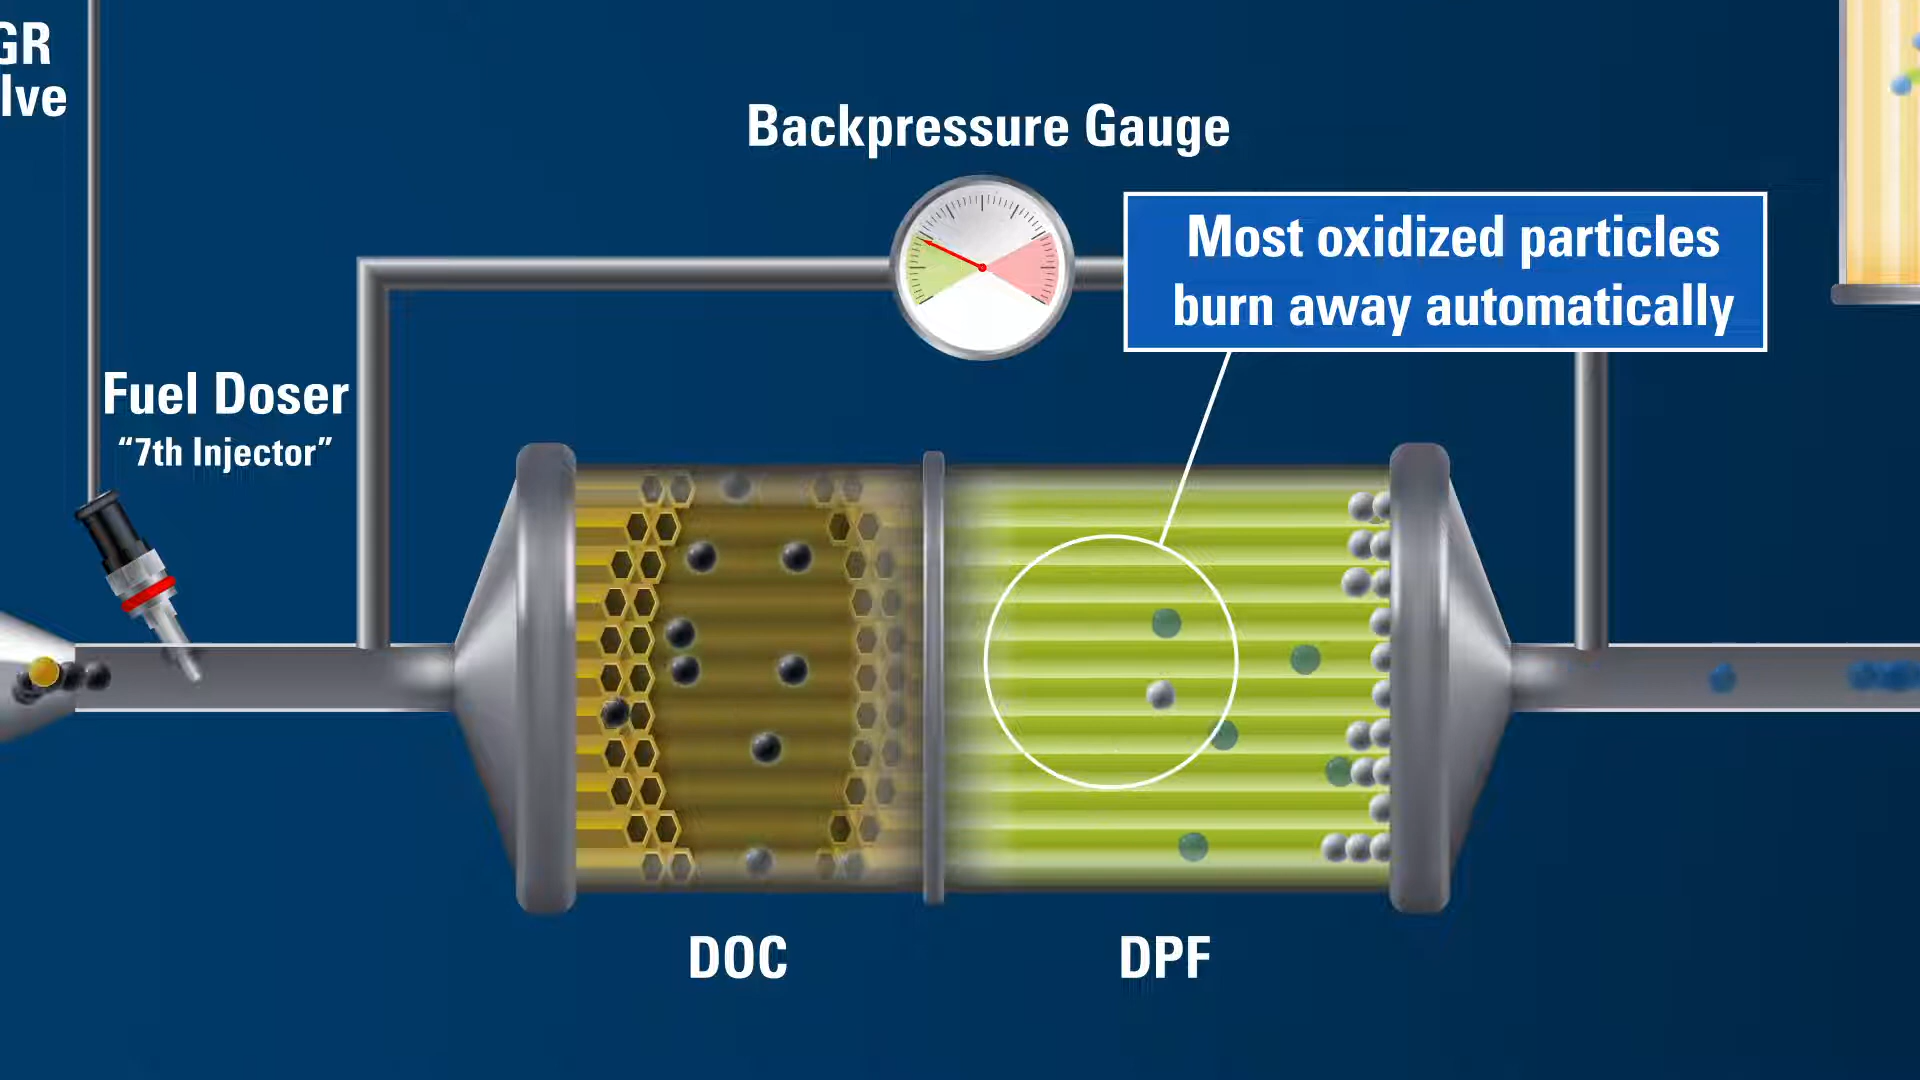 GR
lve
Backpressure Gauge
Most oxidized particles
burn away automatically
Fuel Doser
“7th Injector”
DOC
DPF